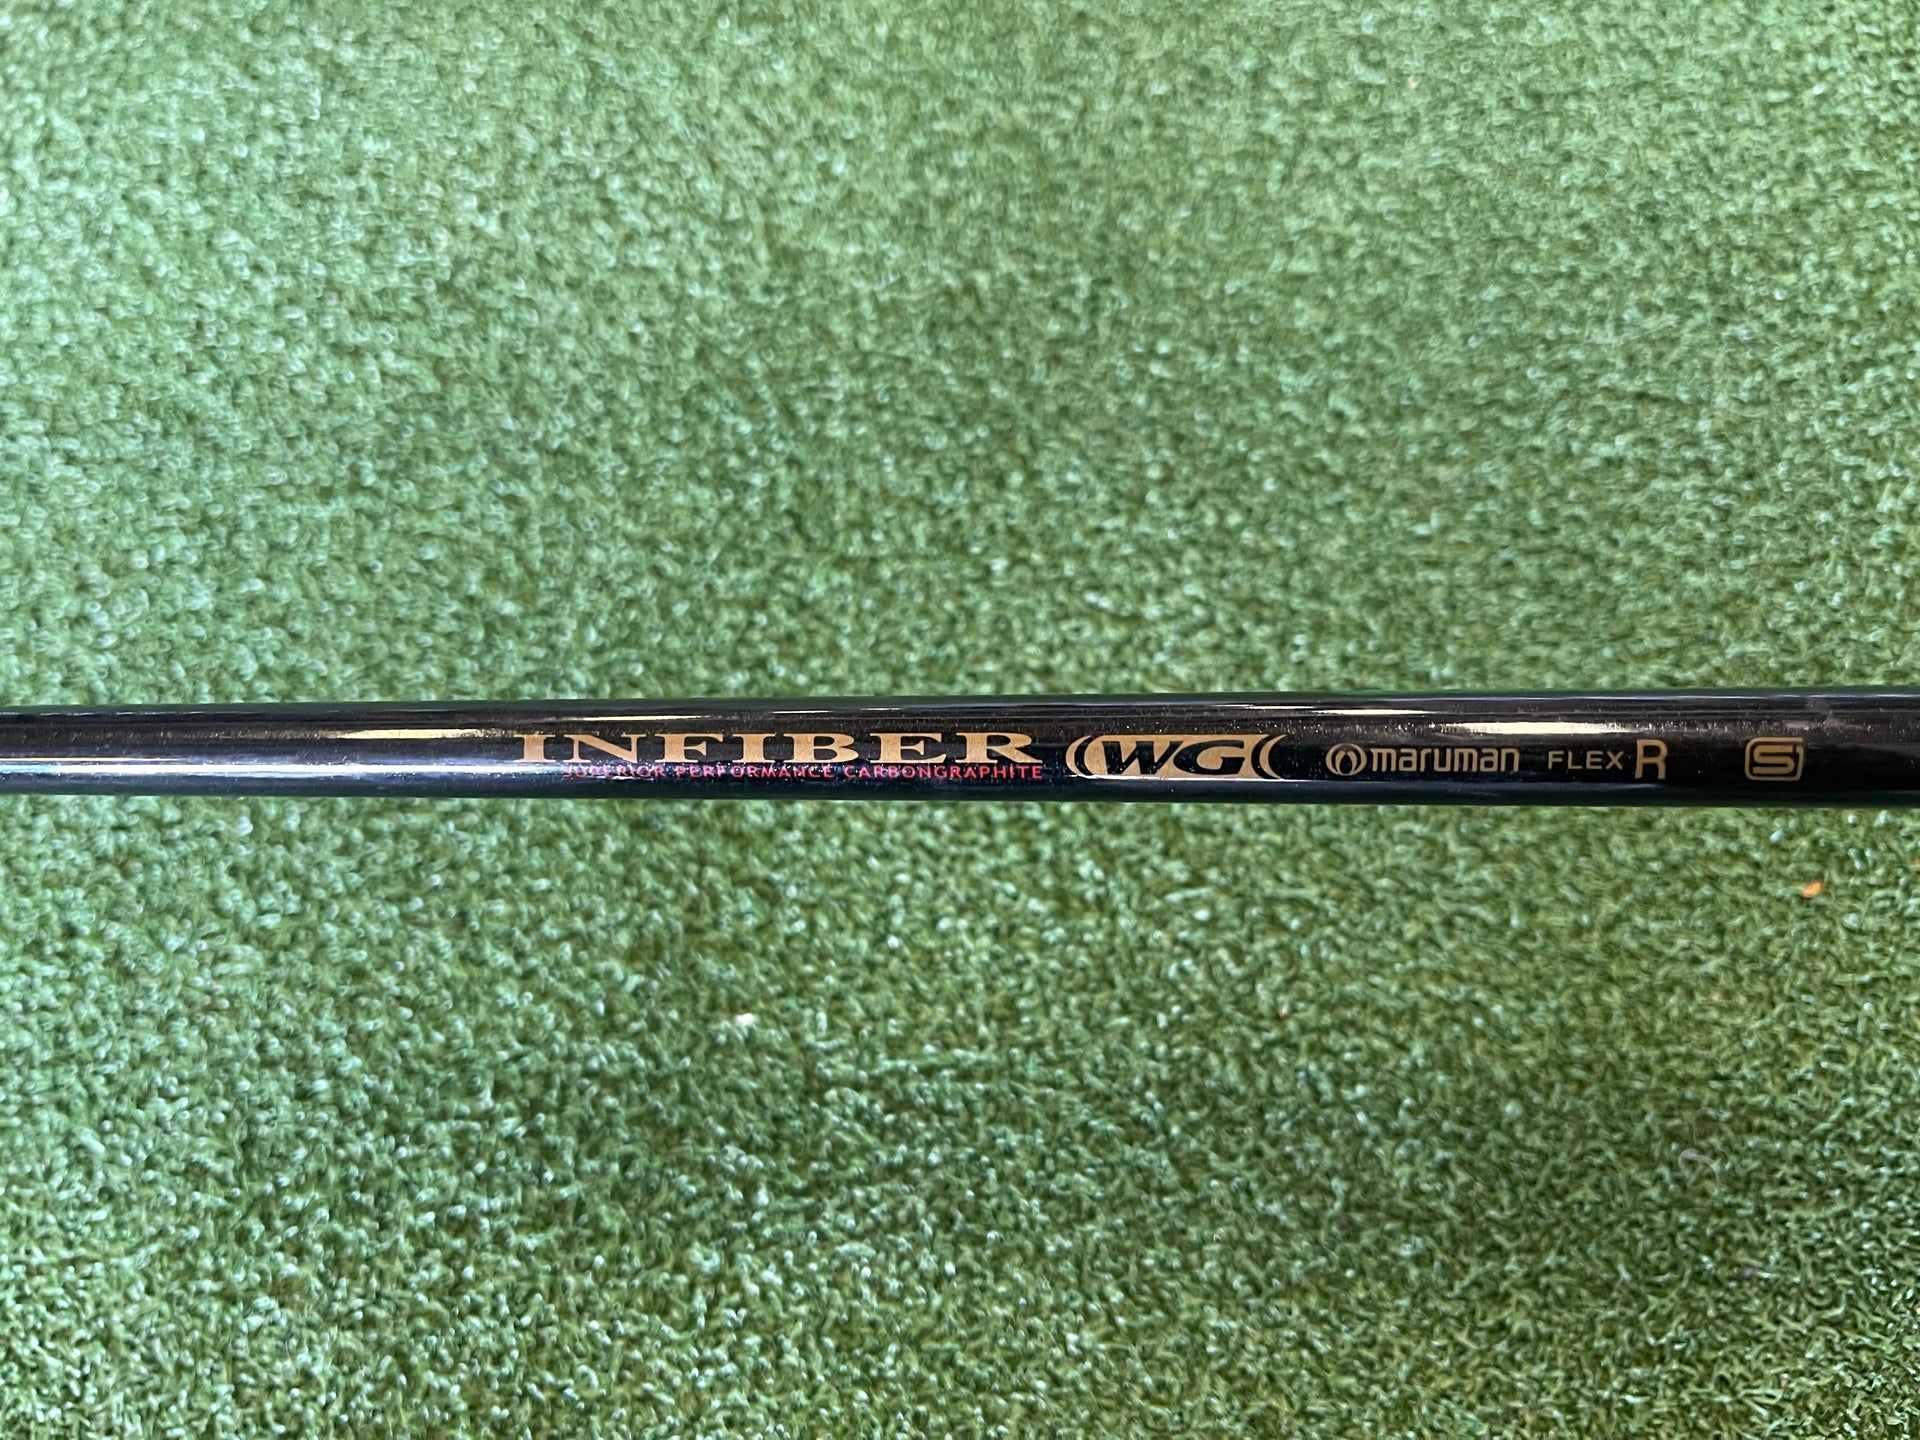 INFIBER WG maruman FLEX R S
SUPERIOR PERFORMANCE CARBONGRAPHITE